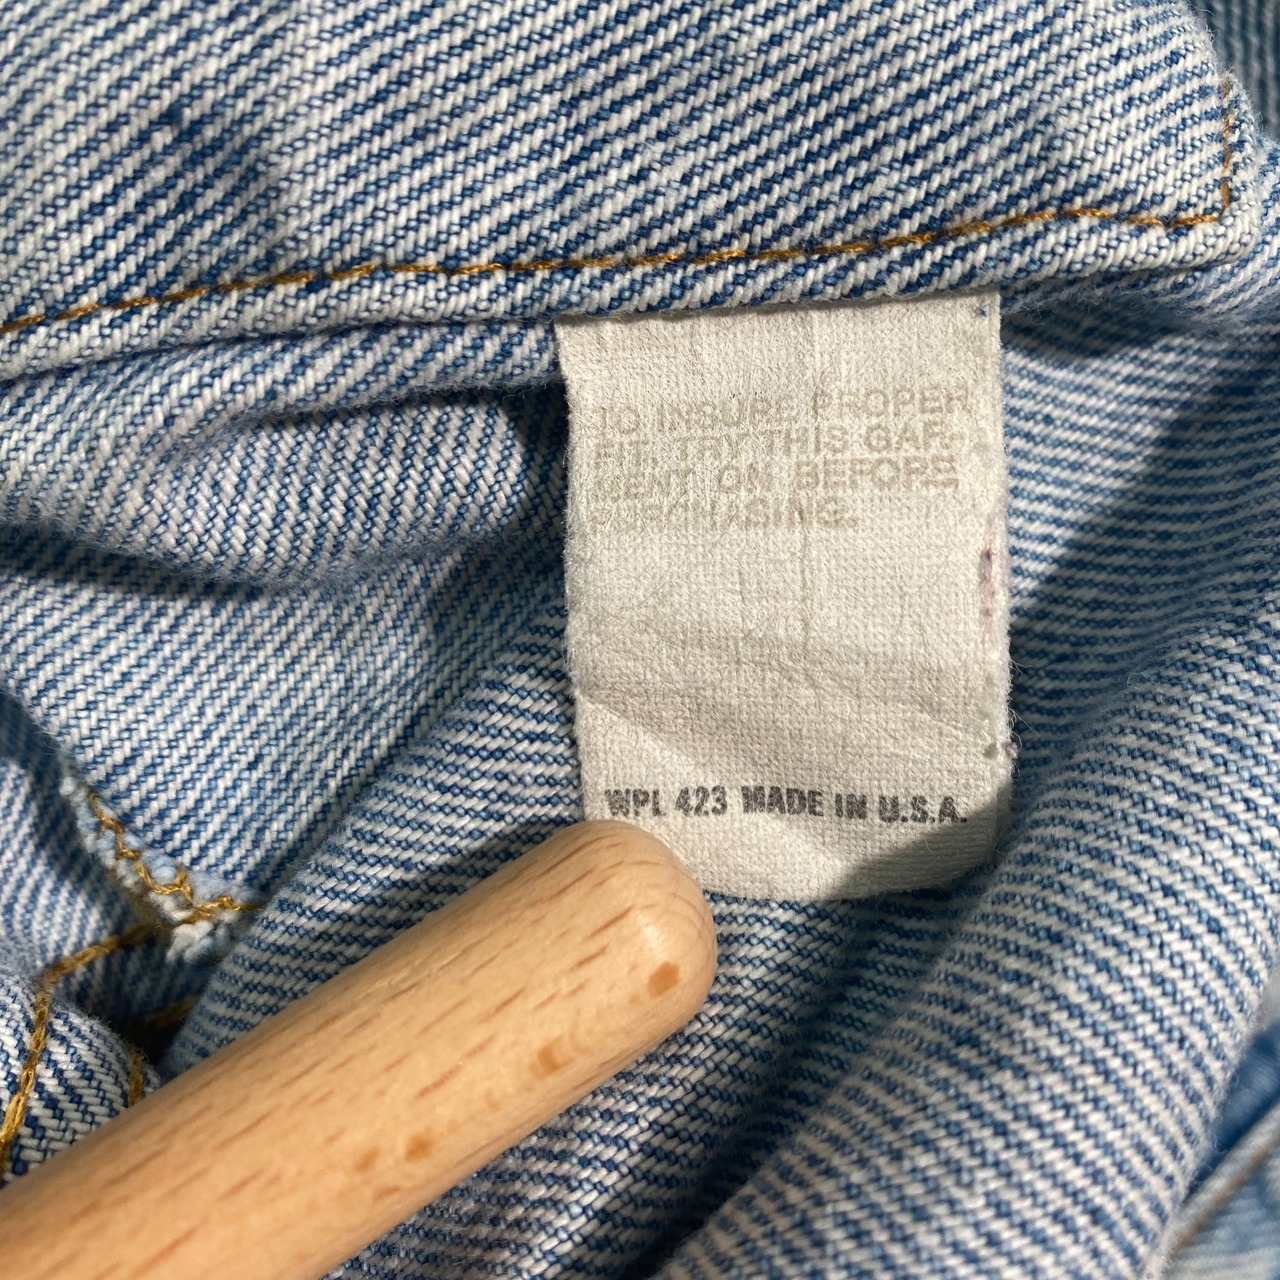 TO INSURE PROPER
FIT, TRY THIS GAR-
MENT ON BEFORE
PURCHASING.
WPL 423 MADE IN U.S.A.